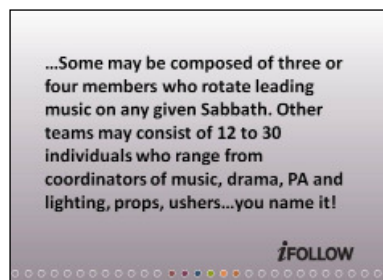 ...Some may be composed of three or
four members who rotate leading
music on any given Sabbath. Other
teams may consist of 12 to 30
individuals who range from
coordinators of music, drama, PA and
lighting, props, ushers...you name it!
iFOLLOW